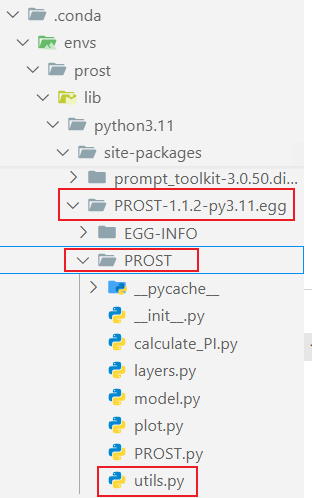 .conda
envs
prost
lib
python3.11
site-packages
prompt_toolkit-3.0.50.di...
PROST-1.1.2-py3.11.egg
EGG-INFO
PROST
__pycache__
__init__.py
calculate_PI.py
layers.py
model.py
plot.py
PROST.py
utils.py